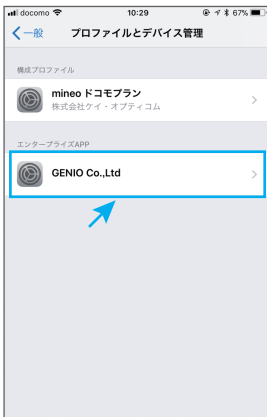 docomo 10:29 67%
一般 プロファイルとデバイス管理
構成プロファイル
mineo ドコモプラン
株式会社ケイ・オプティコム
エンタープライズAPP
GENIO Co.,Ltd